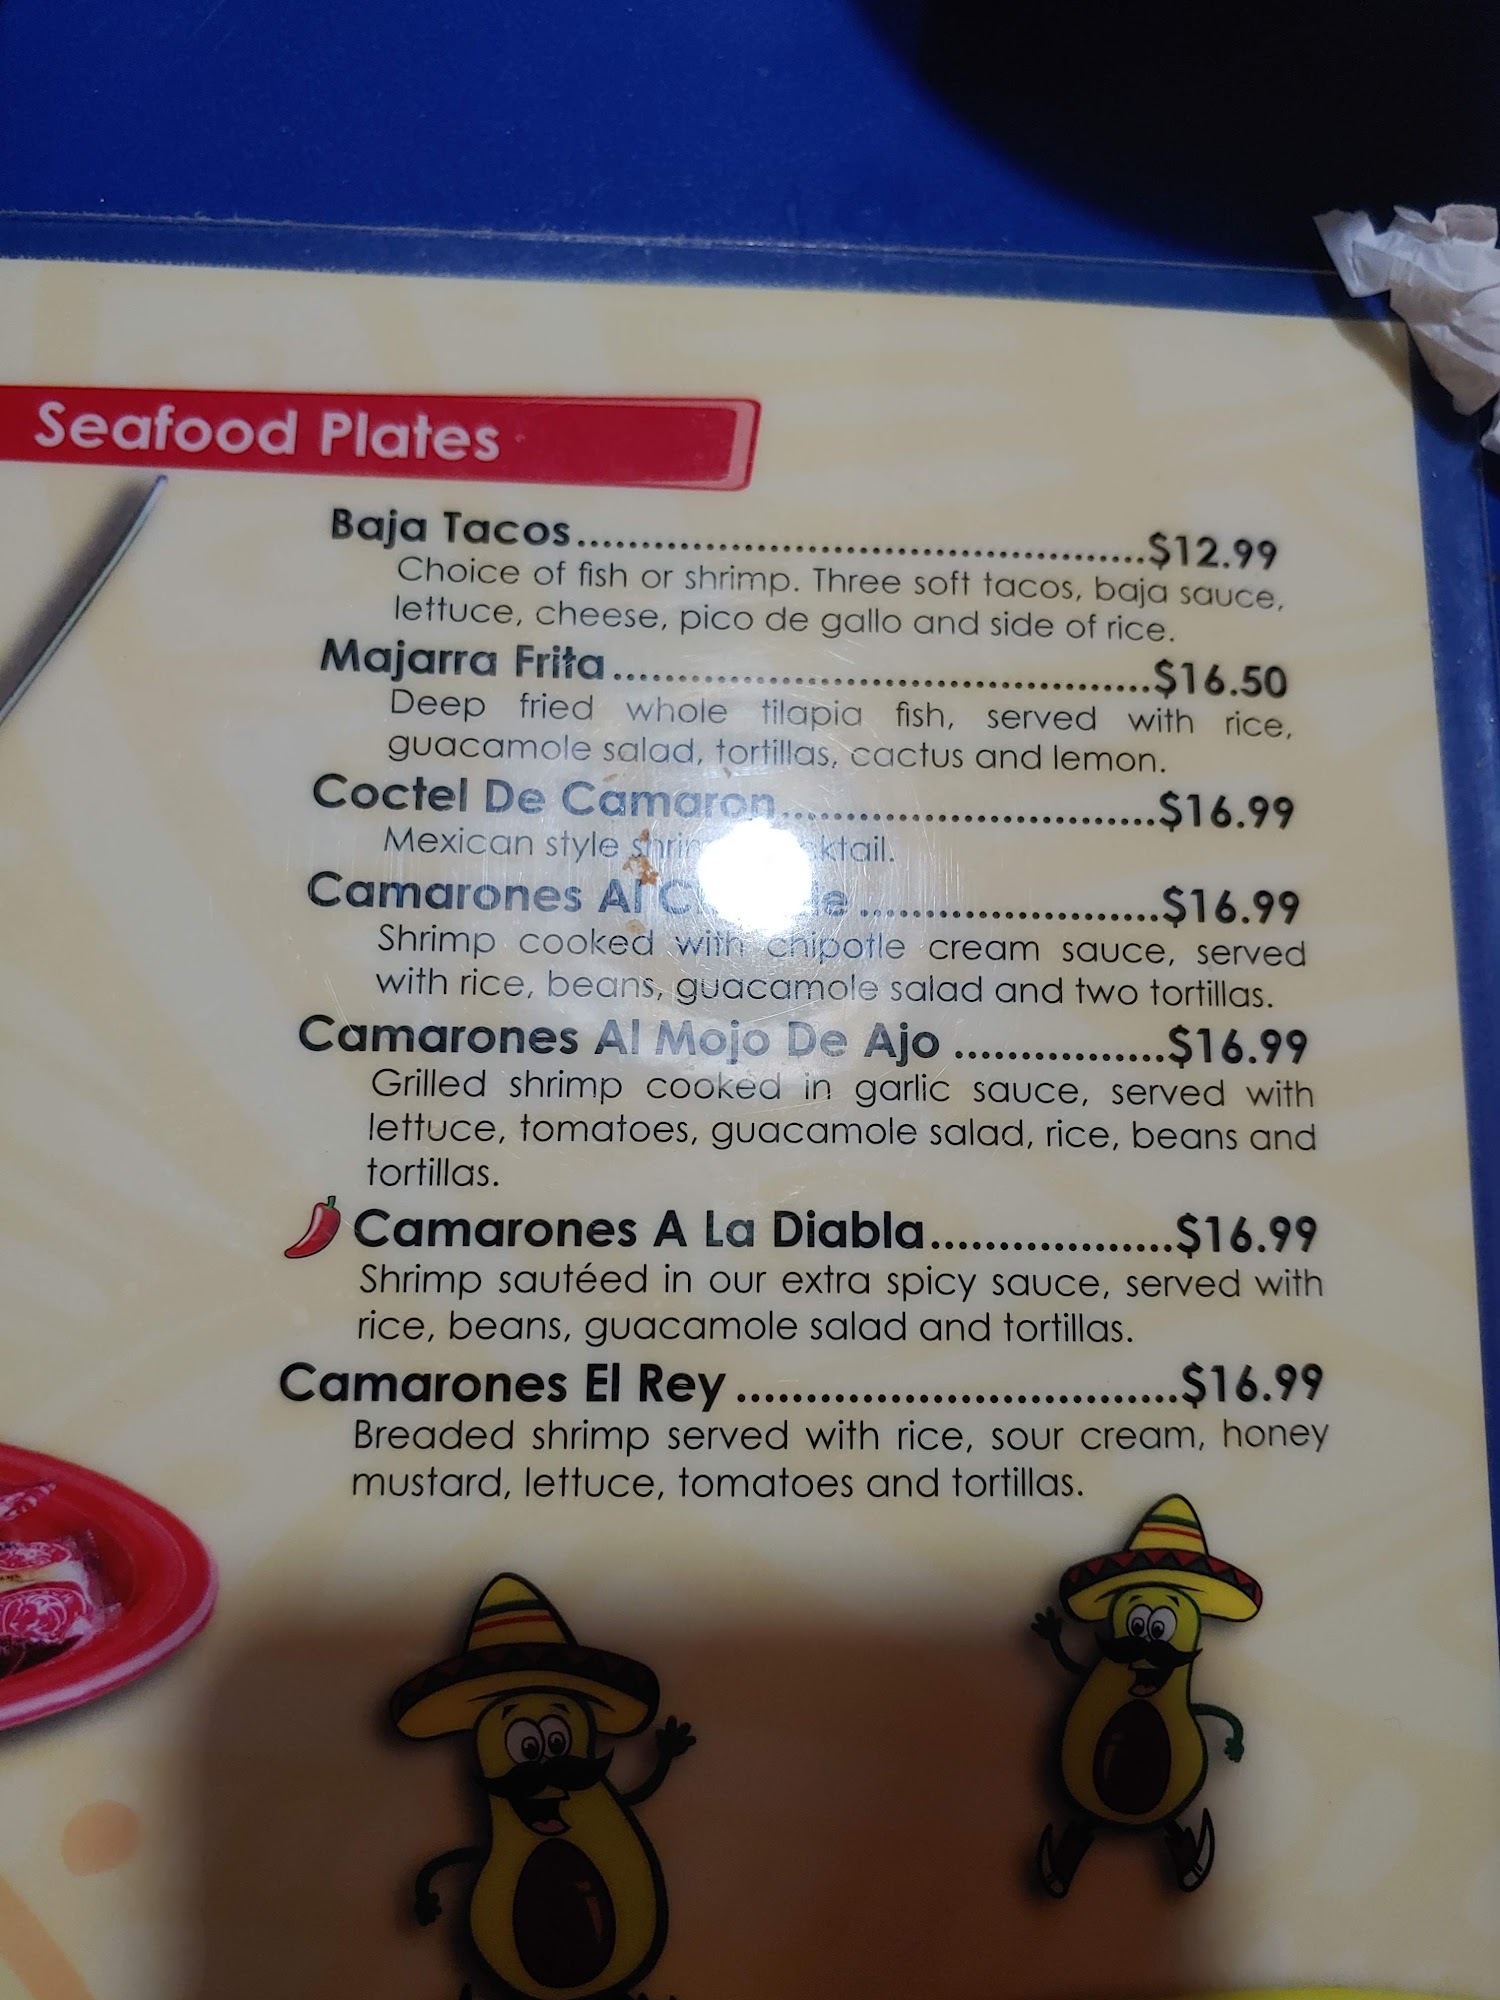 Seafood Plates
Baja Tacos............................................$12.99
Choice of fish or shrimp. Three soft tacos, baja sauce,
lettuce, cheese, pico de gallo and side of rice.
Majarra Frita..........................................$16.50
Deep fried whole tilapia fish, served with rice,
guacamole salad, tortillas, cactus and lemon.
Coctel De Camaron.............................$16.99
Mexican style
Camarones Al .......................$16.99
Shrimp cooked with chipotle cream sauce, served
with rice, beans, guacamole salad and two tortillas.
Camarones Al Mojo De Ajo ................$16.99
Grilled shrimp cooked in garlic sauce, served with
lettuce, tomatoes, guacamole salad, rice, beans and
tortillas.
Camarones A La Diabla..................$16.99
Shrimp sautéed in our extra spicy sauce, served with
rice, beans, guacamole salad and tortillas.
Camarones El Rey ................................$16.99
Breaded shrimp served with rice, sour cream, honey
mustard, lettuce, tomatoes and tortillas.